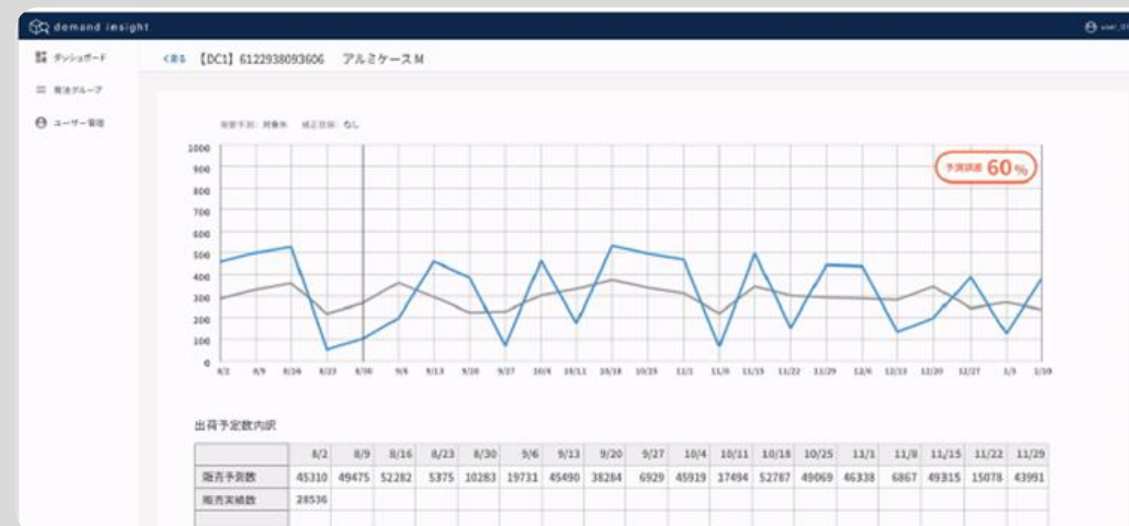 demand insight
ダッシュボード
発注グループ
ユーザー管理
く戻る 【DC1】6122938093606 アルミケースM
対象外 なし
予測誤差 60%
1000
900
800
700
600
500
400
300
200
100
0
8/2 8/9 8/16 8/23 8/30 9/6 9/13 9/20 9/27 10/4 10/11 10/18 10/25 11/1 11/8 11/15 11/22 11/29 12/6 12/13 12/20 12/27 1/3 1/10
出荷予定数内訳
8/2 8/9 8/16 8/23 8/30 9/6 9/13 9/20 9/27 10/4 10/11 10/18 10/25 11/1 11/8 11/15 11/22 11/29
販売予測数 45310 49475 52282 5375 10283 19731 45490 38284 6929 45919 17494 52787 49069 46338 6867 49315 15078 43991
販売実績数 28536